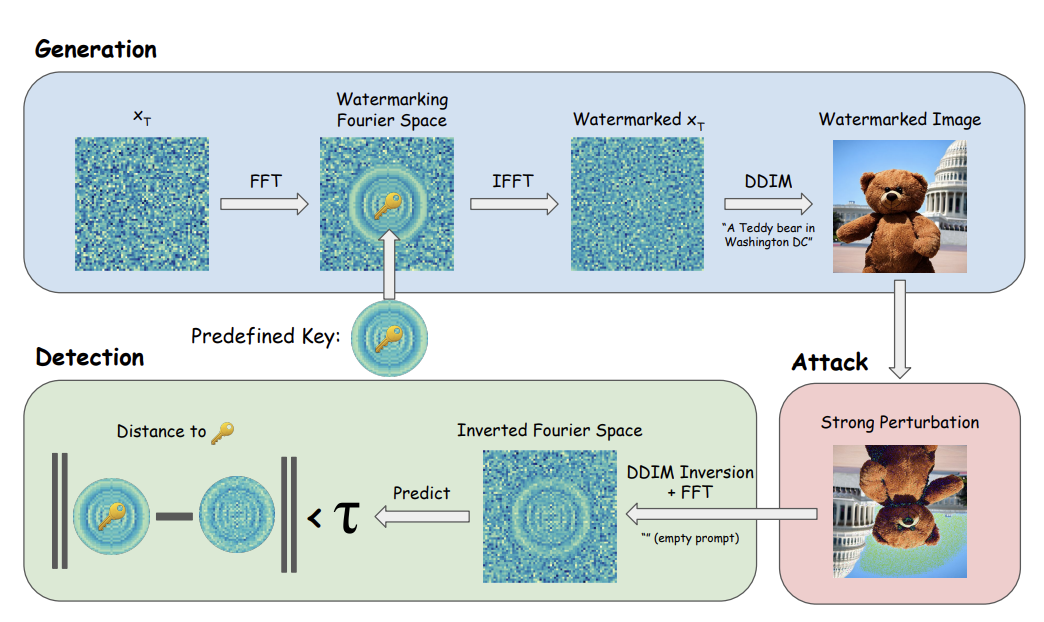 Generation
x_T
FFT
Watermarking
Fourier Space
IFFT
Watermarked x_T
DDIM
"A Teddy bear in
Washington DC"
Watermarked Image
Predefined Key:
Detection
Distance to
< τ
Predict
Inverted Fourier Space
DDIM Inversion
+ FFT
"" (empty prompt)
Attack
Strong Perturbation